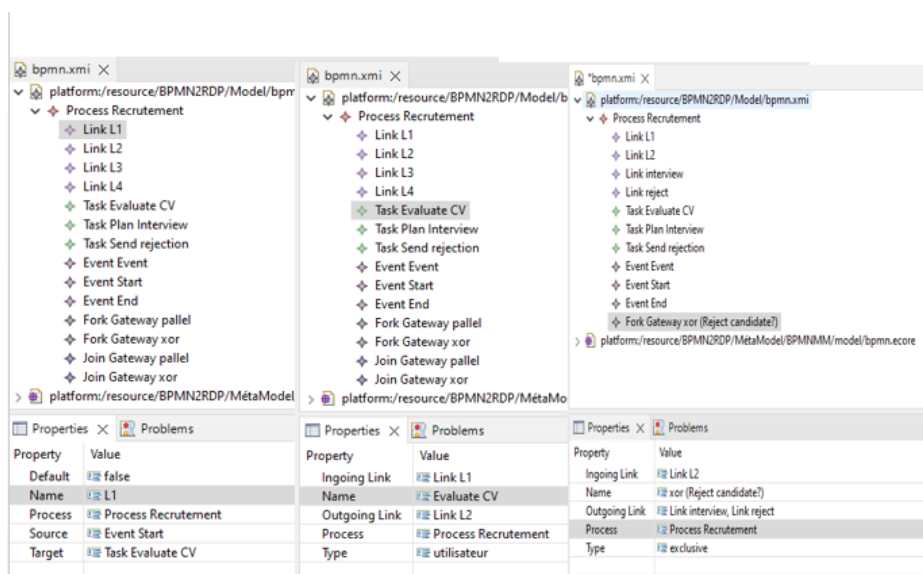 bpmn.xmi
platform:/resource/BPMN2RDP/Model/bpm
Process Recrutement
Link L1
Link L2
Link L3
Link L4
Task Evaluate CV
Task Plan Interview
Task Send rejection
Event Event
Event Start
Event End
Fork Gateway pallel
Fork Gateway xor
Join Gateway pallel
Join Gateway xor
platform:/resource/BPMN2RDP/MétaModel
Properties Problems
Property Value
Default false
Name L1
Process Process Recrutement
Source Event Start
Target Task Evaluate CV
bpmn.xmi
platform:/resource/BPMN2RDP/Model/b
Process Recrutement
Link L1
Link L2
Link L3
Link L4
Task Evaluate CV
Task Plan Interview
Task Send rejection
Event Event
Event Start
Event End
Fork Gateway pallel
Fork Gateway xor
Join Gateway pallel
Join Gateway xor
platform:/resource/BPMN2RDP/MétaMo
Properties Problems
Property Value
Ingoing Link Link L1
Name Evaluate CV
Outgoing Link Link L2
Process Process Recrutement
Type utilisateur
*bpmn.xmi
platform:/resource/BPMN2RDP/Model/bpmn.xmi
Process Recrutement
Link L1
Link L2
Link interview
Link reject
Task Evaluate CV
Task Plan Interview
Task Send rejection
Event Event
Event Start
Event End
Fork Gateway xor (Reject candidate?)
platform:/resource/BPMN2RDP/MétaModel/BPMNMM/model/bpmn.ecore
Properties Problems
Property Value
Ingoing Link Link L2
Name xor (Reject candidate?)
Outgoing Link Link interview, Link reject
Process Process Recrutement
Type exclusive